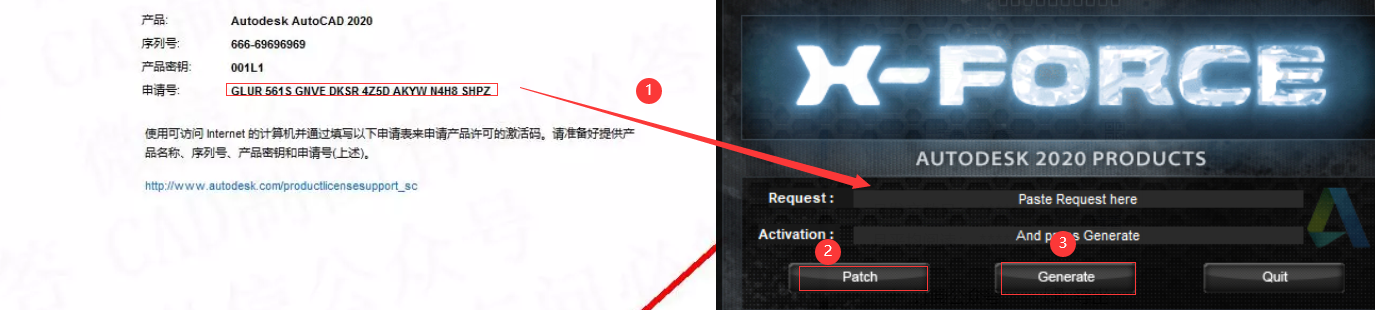 产品: Autodesk AutoCAD 2020
序列号: 666-69696969
产品密钥: 001L1
申请号: GLUR 561S GNVE DKSR 4Z5D AKYW N4H8 SHPZ
使用可访问 Internet 的计算机并通过填写以下申请表来申请产品许可的激活码。请准备好提供产
品名称、序列号、产品密钥和申请号(上述)。
http://www.autodesk.com/productlicensesupport_sc
1
X-FORCE
AUTODESK 2020 PRODUCTS
Request : Paste Request here
Activation : And press Generate
2
3
Patch Generate Quit